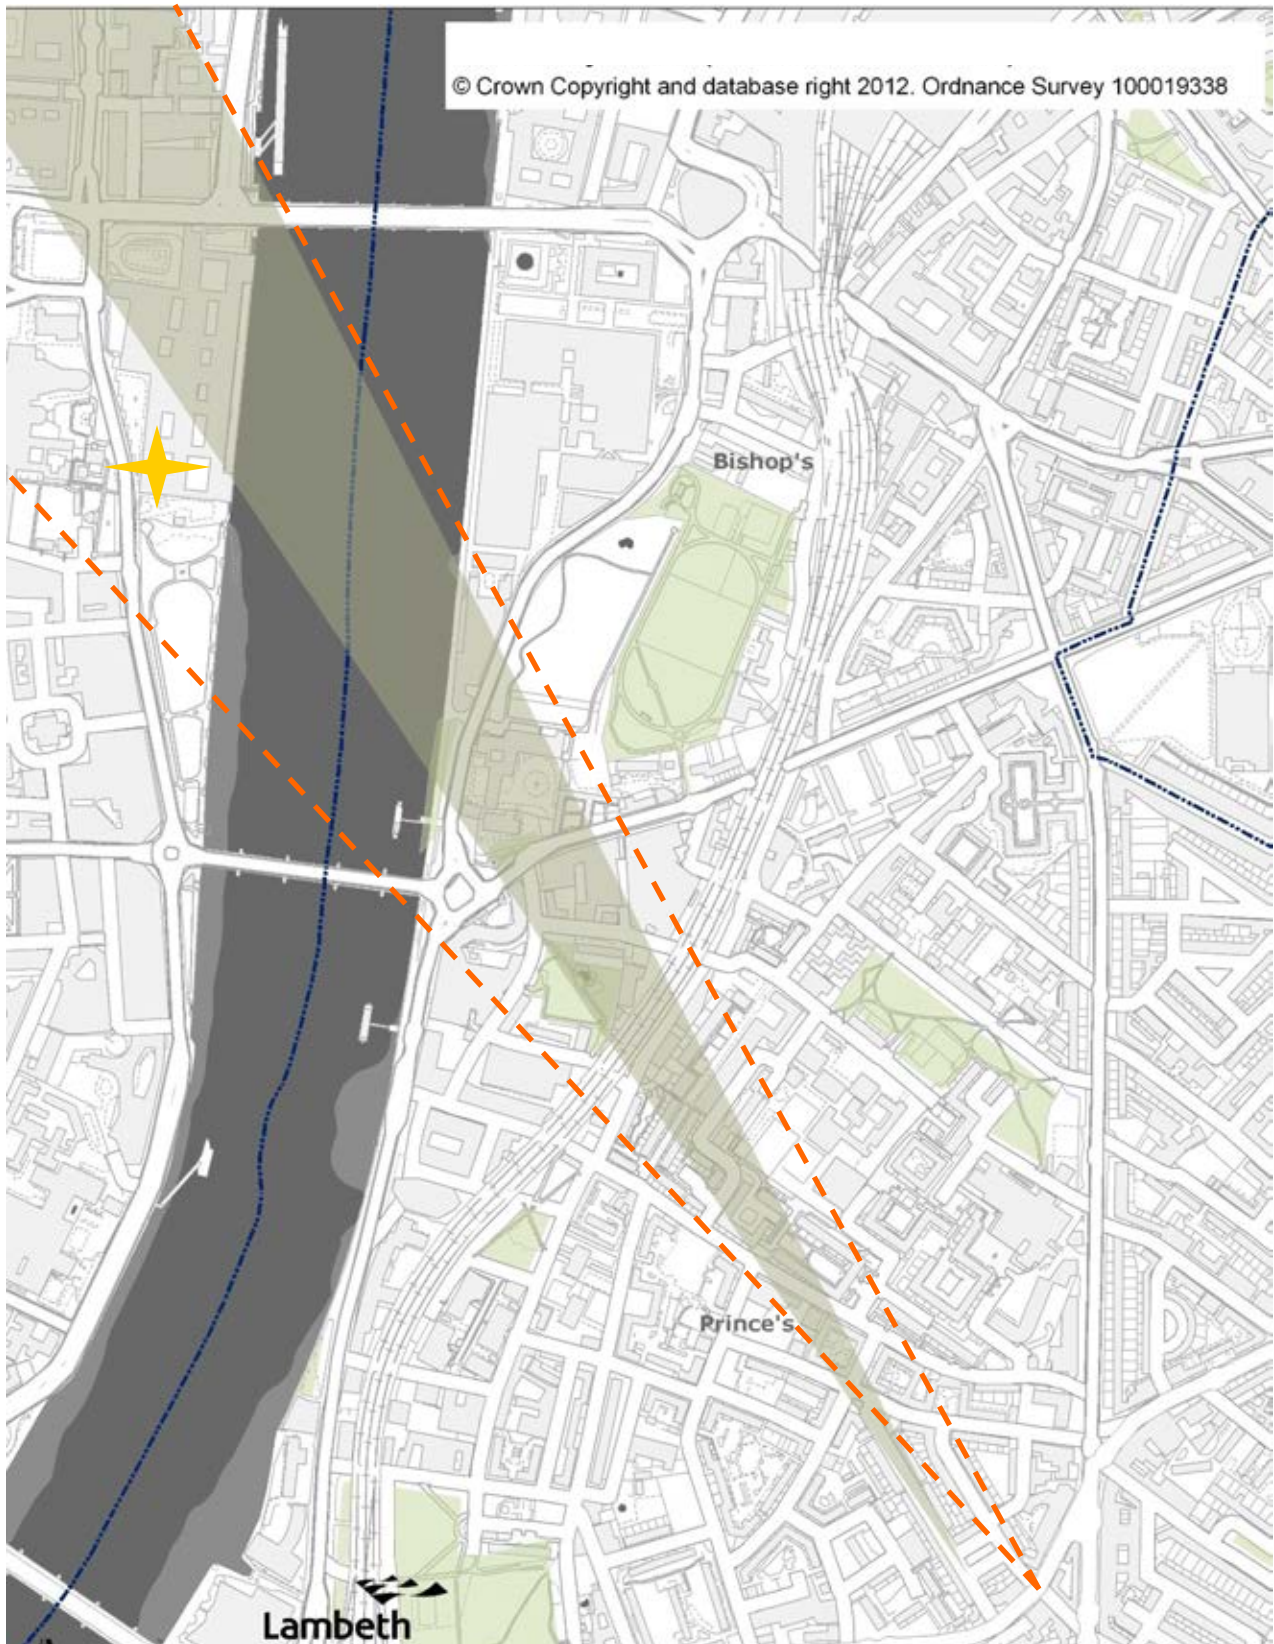 © Crown Copyright and database right 2012. Ordnance Survey 100019338
Bishop's
Prince's
Lambeth